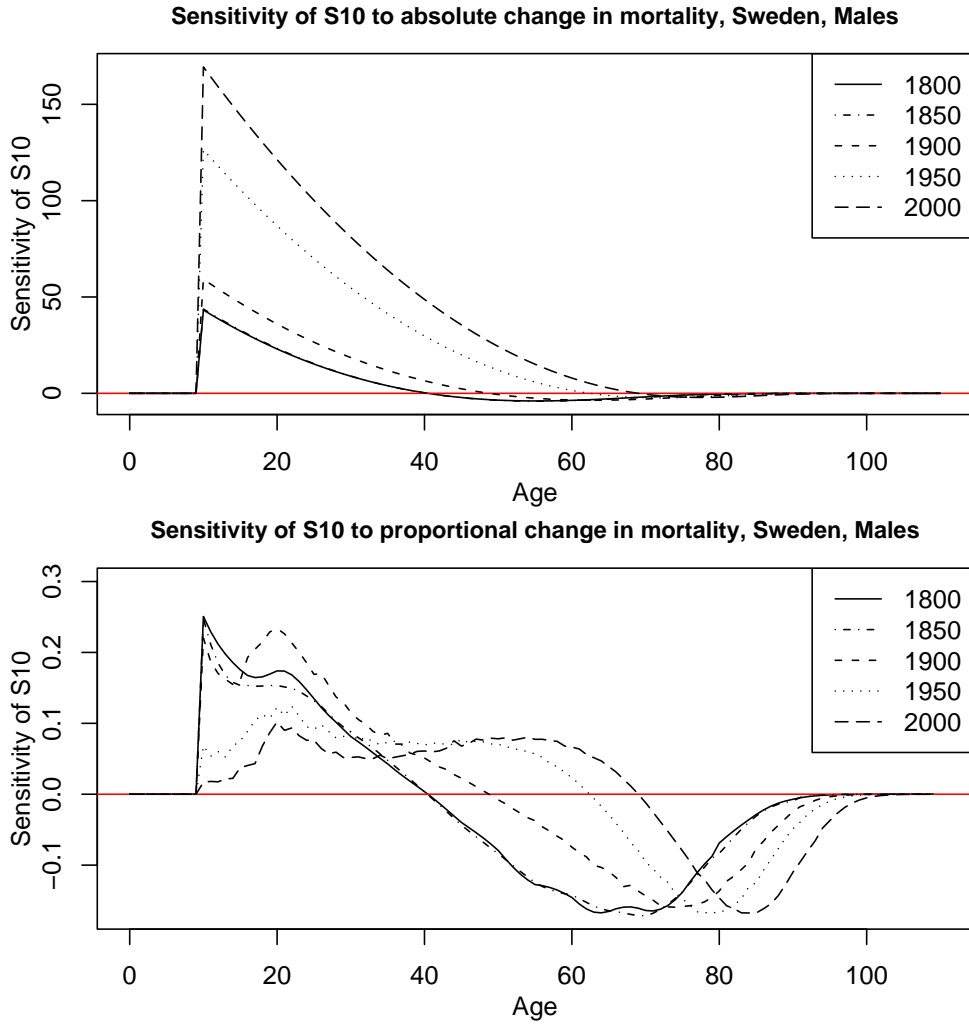 Sensitivity of S10 to absolute change in mortality, Sweden, Males
Sensitivity of S10
150
100
50
0
1800
1850
1900
1950
2000
0 20 40 60 80 100
Age
Sensitivity of S10 to proportional change in mortality, Sweden, Males
Sensitivity of S10
0.3
0.2
0.1
0.0
−0.1
1800
1850
1900
1950
2000
0 20 40 60 80 100
Age